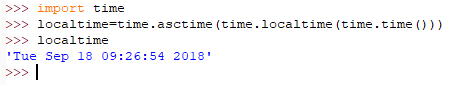 >>> import time
>>> localtime=time.asctime(time.localtime(time.time()))
>>> localtime
'Tue Sep 18 09:26:54 2018'
>>>